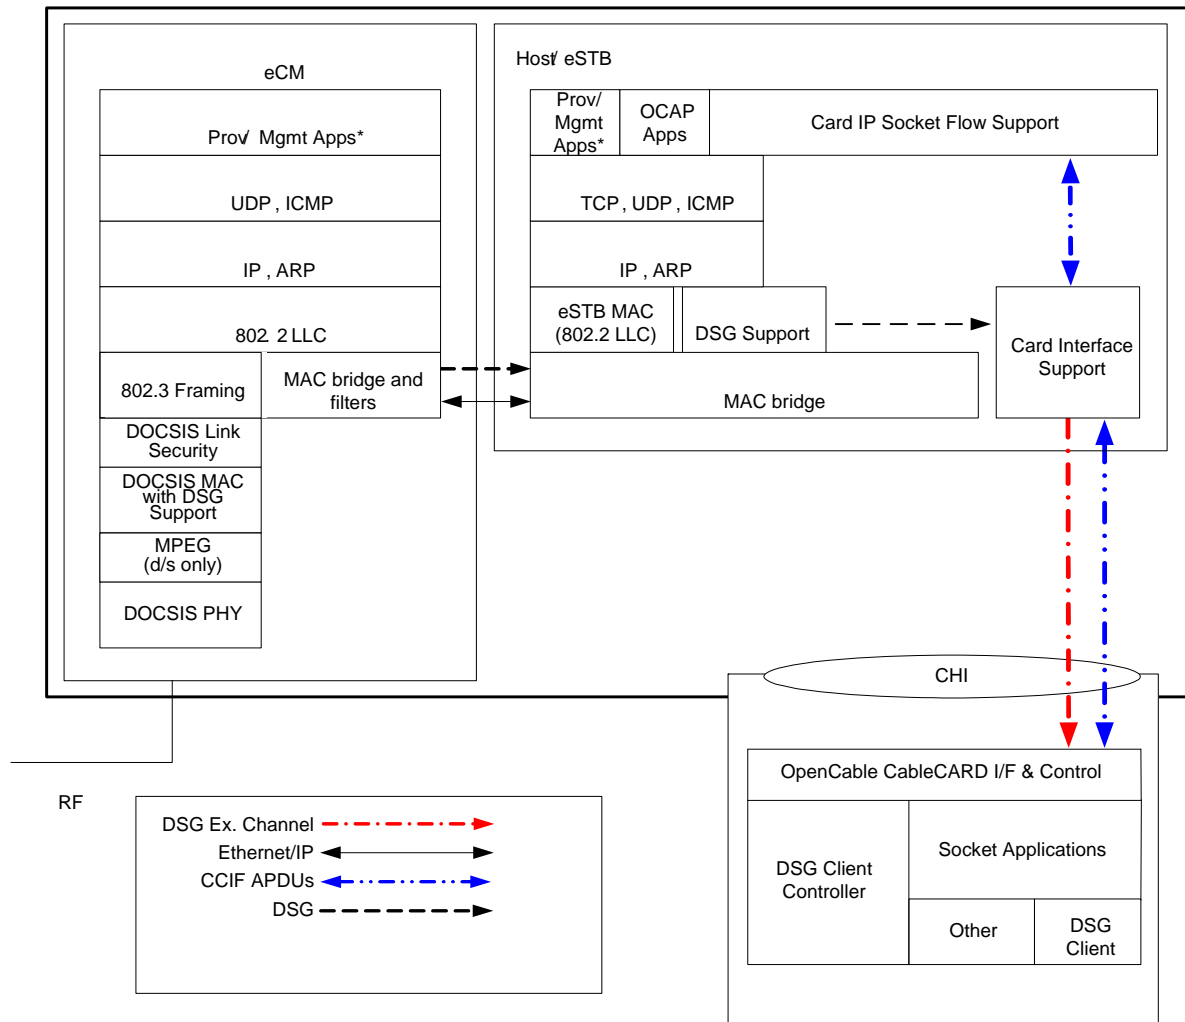 eCM
Prov/ Mgmt Apps*
UDP , ICMP
IP , ARP
802. 2 LLC
802.3 Framing
MAC bridge and
filters
DOCSIS Link
Security
DOCSIS MAC
with DSG
Support
MPEG
(d/s only)
DOCSIS PHY
Host/ eSTB
Prov/
Mgmt
Apps*
OCAP
Apps
Card IP Socket Flow Support
TCP , UDP , ICMP
IP , ARP
eSTB MAC
(802.2 LLC)
DSG Support
MAC bridge
Card Interface
Support
CHI
OpenCable CableCARD I/F & Control
DSG Client
Controller
Socket Applications
Other
DSG
Client
RF
DSG Ex. Channel
Ethernet/IP
CCIF APDUs
DSG